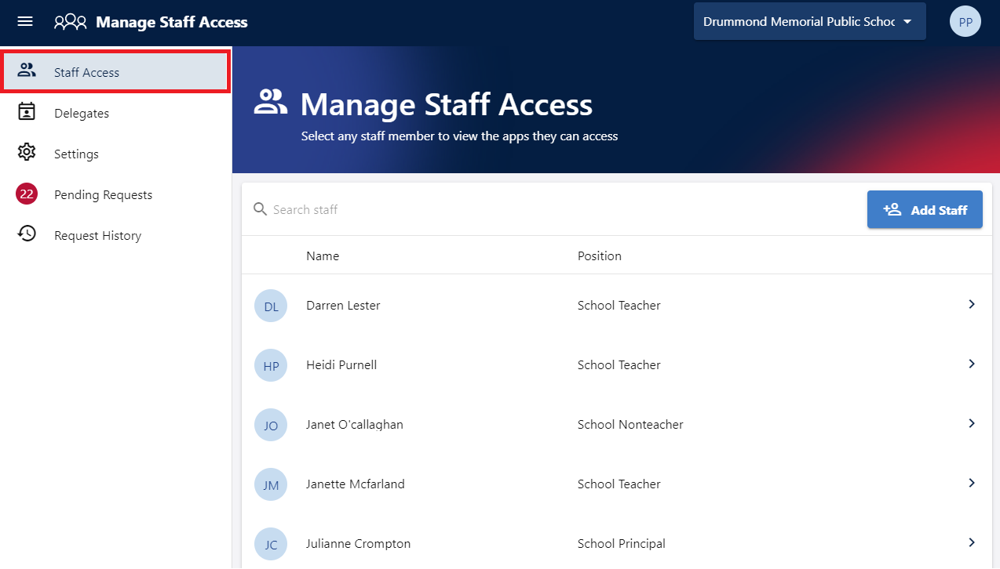 Manage Staff Access
Drummond Memorial Public Schoc
PP
Staff Access
Delegates
Settings
22 Pending Requests
Request History
Manage Staff Access
Select any staff member to view the apps they can access
Search staff
Add Staff
Name Position
DL Darren Lester School Teacher
HP Heidi Purnell School Teacher
JO Janet O'callaghan School Nonteacher
JM Janette Mcfarland School Teacher
JC Julianne Crompton School Principal